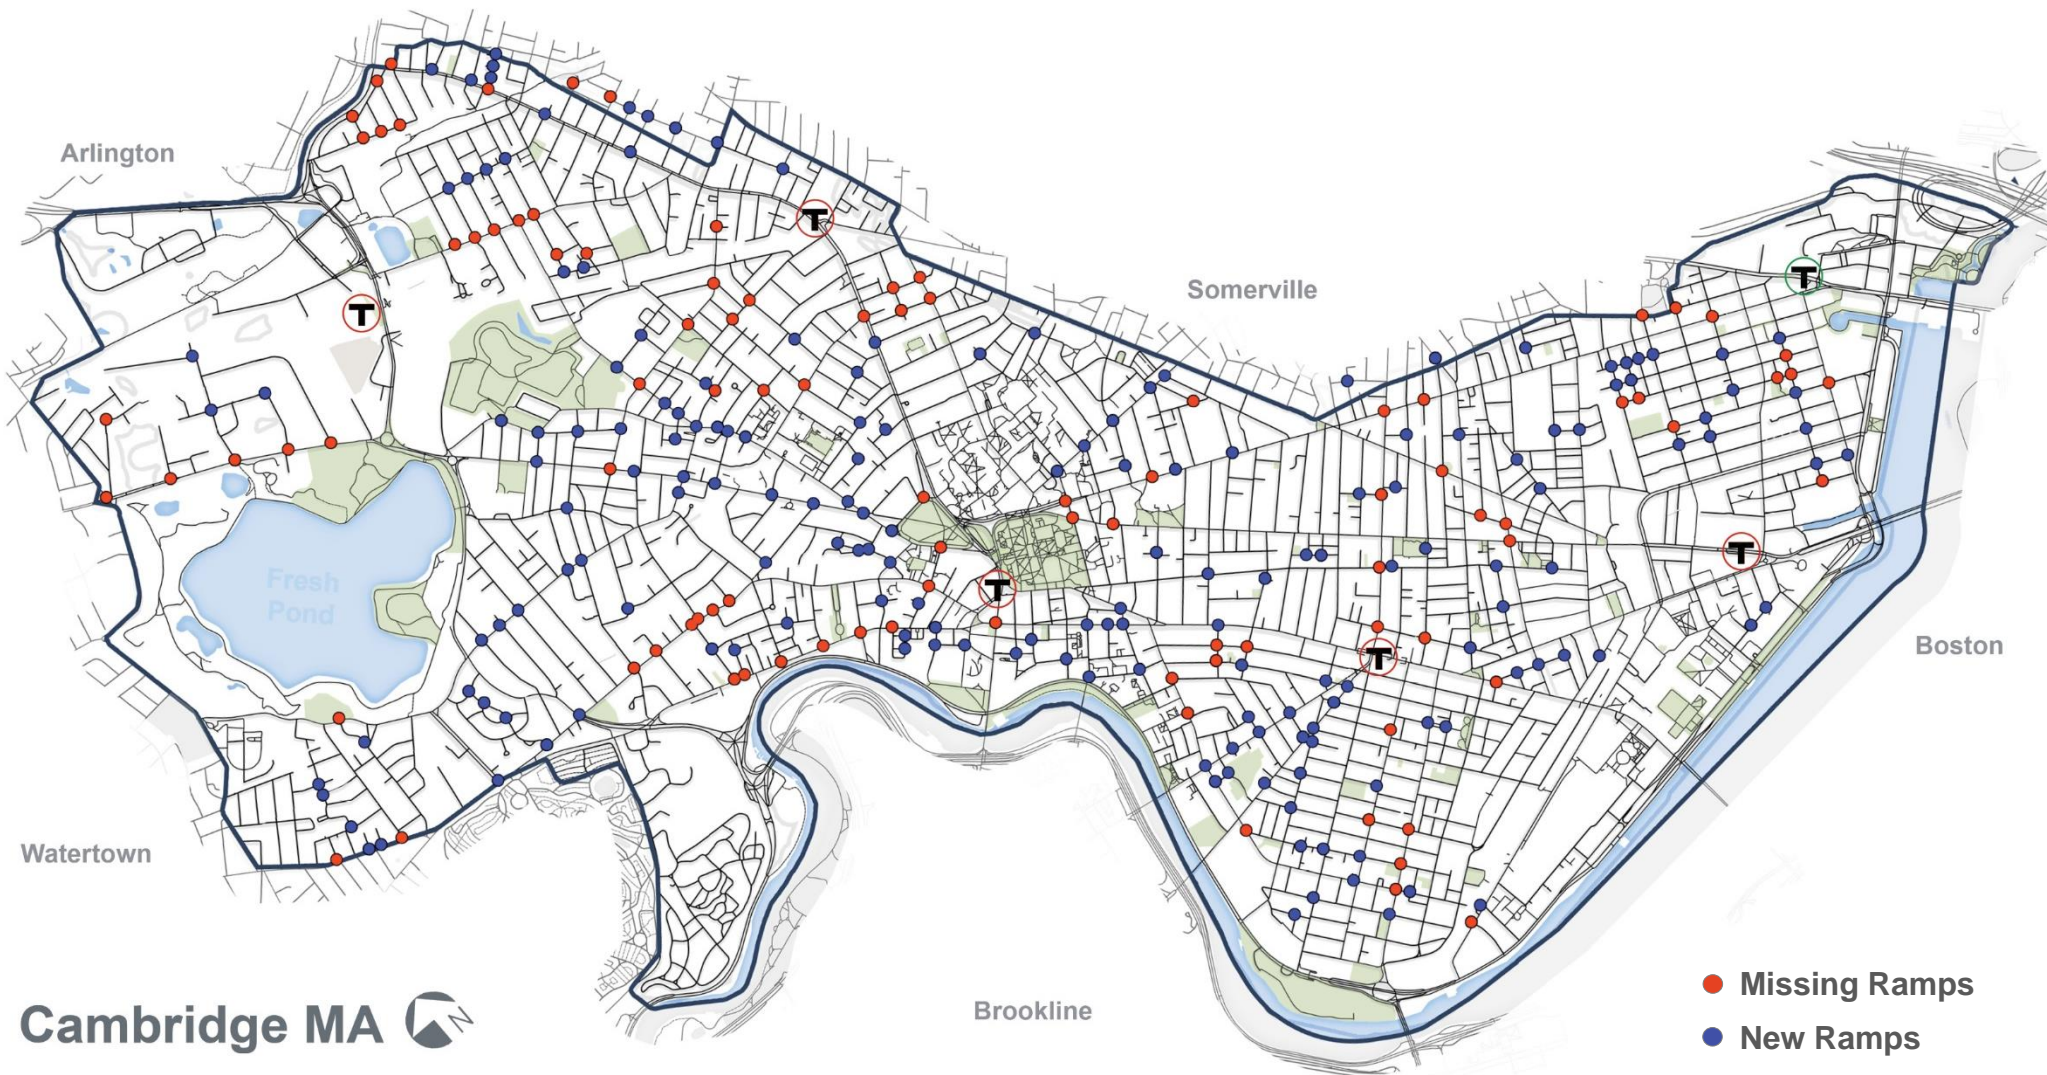 Arlington
Somerville
Fresh
Pond
Boston
Watertown
Brookline
Missing Ramps
New Ramps
Cambridge MA
N
T
T
T
T
T
T